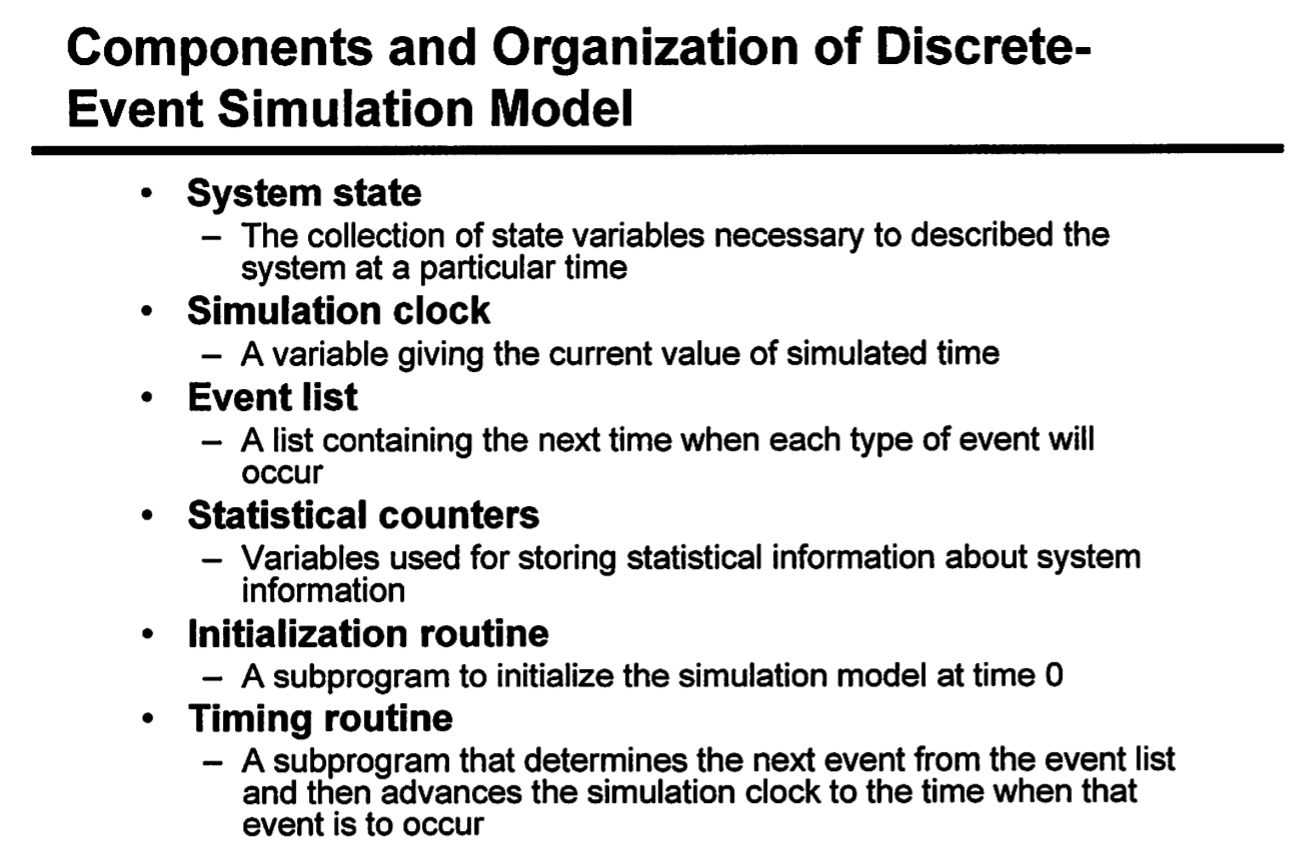 Components and Organization of Discrete-
Event Simulation Model
• System state
– The collection of state variables necessary to described the
system at a particular time
• Simulation clock
– A variable giving the current value of simulated time
• Event list
– A list containing the next time when each type of event will
occur
• Statistical counters
– Variables used for storing statistical information about system
information
• Initialization routine
– A subprogram to initialize the simulation model at time 0
• Timing routine
– A subprogram that determines the next event from the event list
and then advances the simulation clock to the time when that
event is to occur